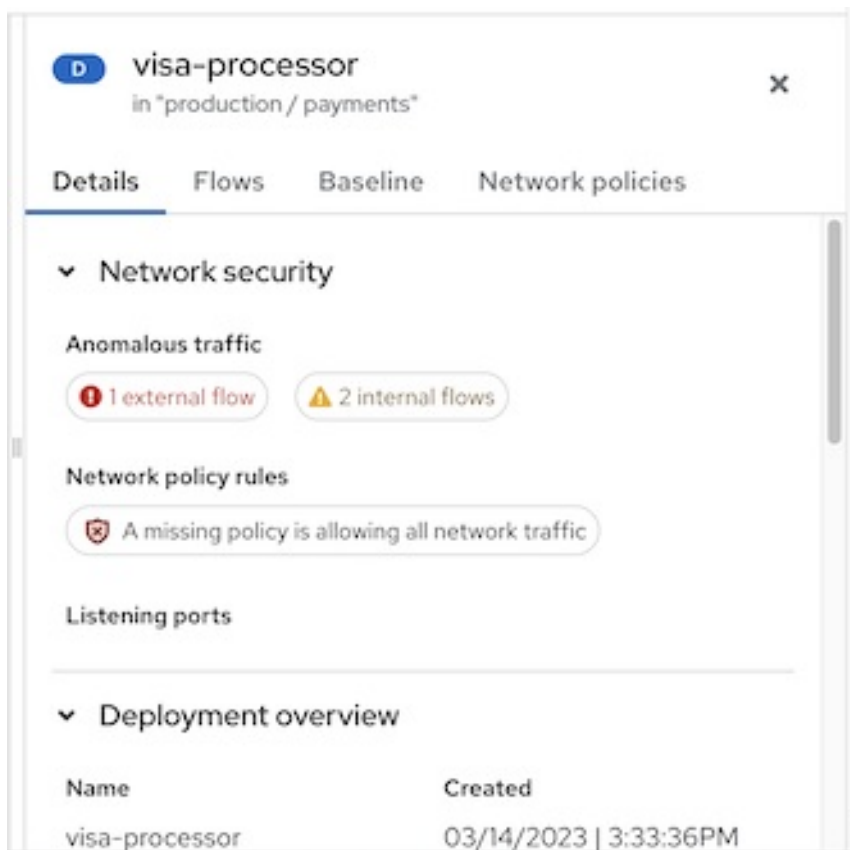 D visa-processor
in "production / payments"
Details Flows Baseline Network policies
Network security
Anomalous traffic
1 external flow 2 internal flows
Network policy rules
A missing policy is allowing all network traffic
Listening ports
Deployment overview
Name Created
visa-processor 03/14/2023 | 3:33:36PM